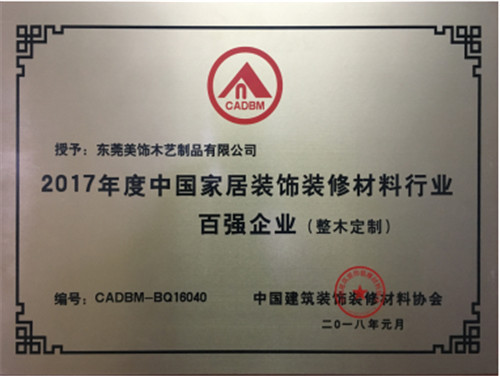 CADBM
授予：东莞美饰木艺制品有限公司
2017年度中国家居装饰装修材料行业
百强企业（整木定制）
编号：CADBM-BQ16040
中国建筑装饰装修材料协会
二〇一八年元月